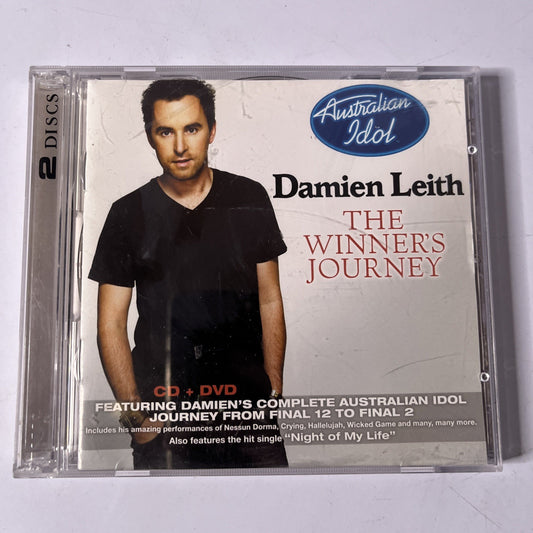 2 DISCS
Australian
Idol
Damien Leith
THE
WINNER'S
JOURNEY
CD + DVD
FEATURING DAMIEN'S COMPLETE AUSTRALIAN IDOL
JOURNEY FROM FINAL 12 TO FINAL 2
Includes his amazing performances of Nessun Dorma, Crying, Hallelujah, Wicked Game and many, many more.
Also features the hit single "Night of My Life"